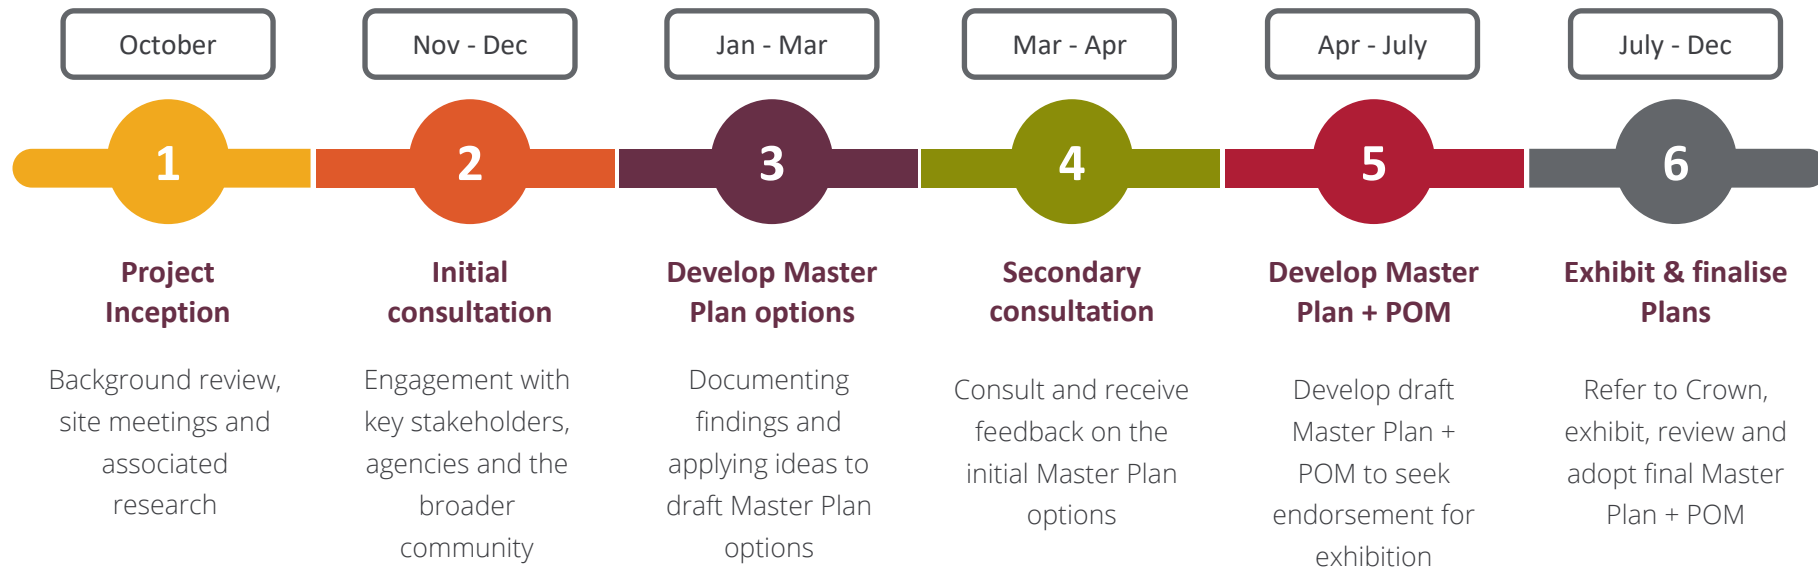 October
Nov - Dec
Jan - Mar
Mar - Apr
Apr - July
July - Dec
1
2
3
4
5
6
Project
Inception
Background review,
site meetings and
associated
research
Initial
consultation
Engagement with
key stakeholders,
agencies and the
broader
community
Develop Master
Plan options
Documenting
findings and
applying ideas to
draft Master Plan
options
Secondary
consultation
Consult and receive
feedback on the
initial Master Plan
options
Develop Master
Plan + POM
Develop draft
Master Plan +
POM to seek
endorsement for
exhibition
Exhibit & finalise
Plans
Refer to Crown,
exhibit, review and
adopt final Master
Plan + POM